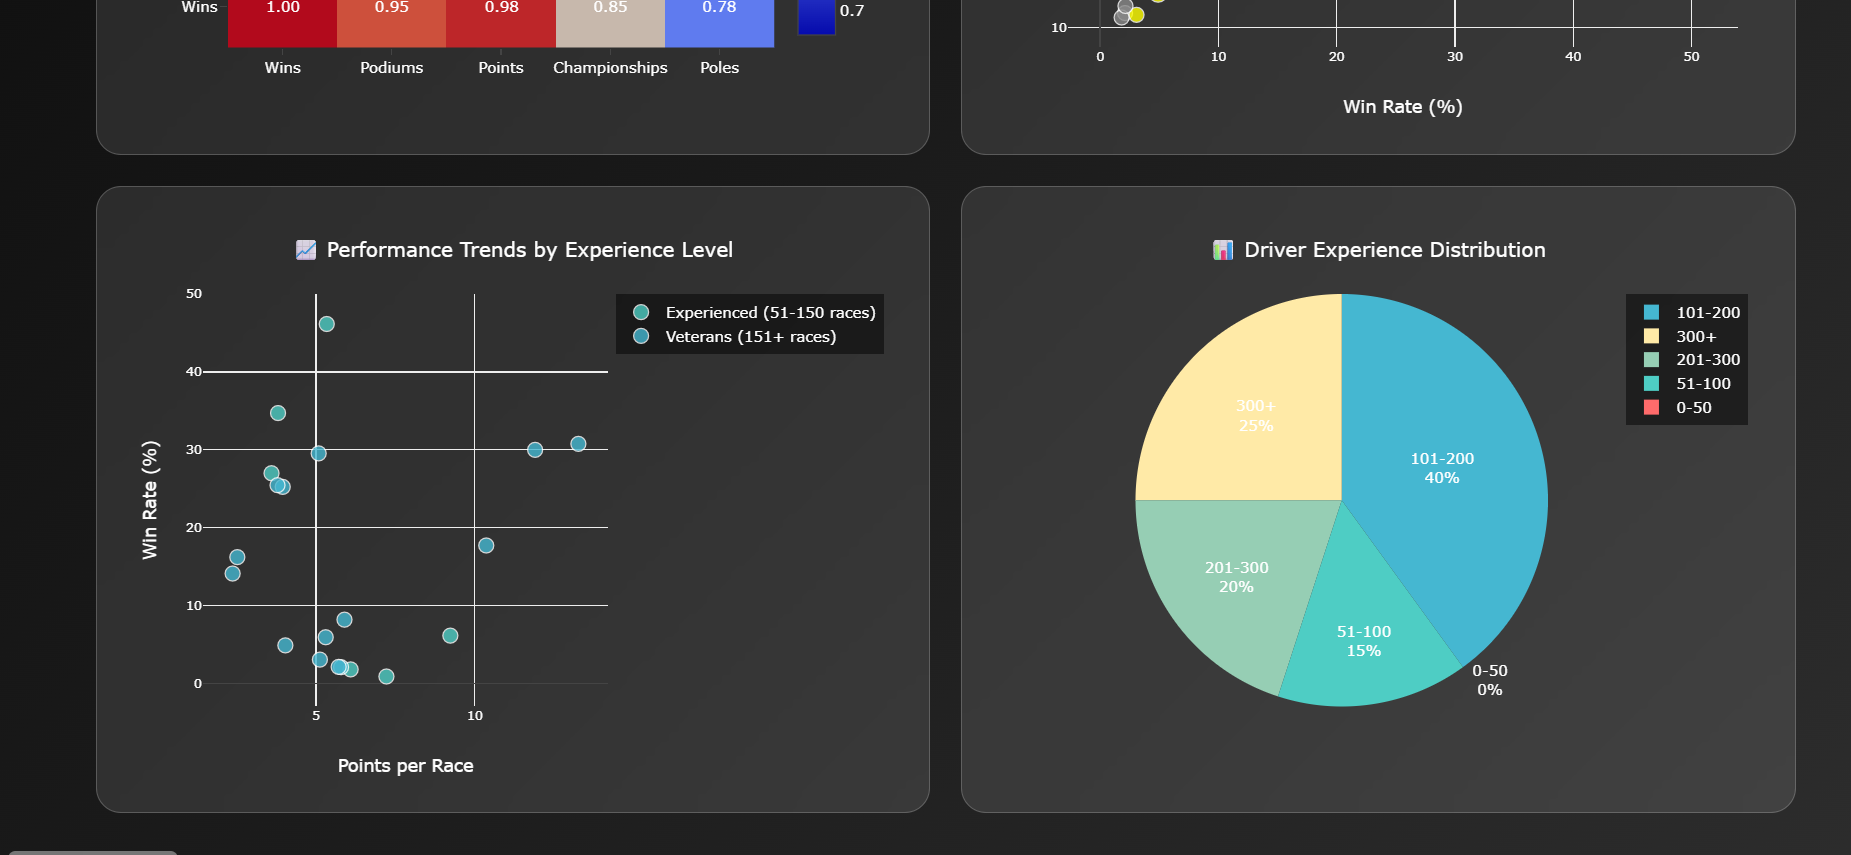 Wins
1.00 0.95 0.98 0.85 0.78
0.7
Wins Podiums Points Championships Poles
10
0 10 20 30 40 50
Win Rate (%)
Performance Trends by Experience Level
50
40
30
20
10
0
Win Rate (%)
5 10
Points per Race
Experienced (51-150 races)
Veterans (151+ races)
Driver Experience Distribution
300+
25%
101-200
40%
201-300
20%
51-100
15%
0-50
0%
101-200
300+
201-300
51-100
0-50